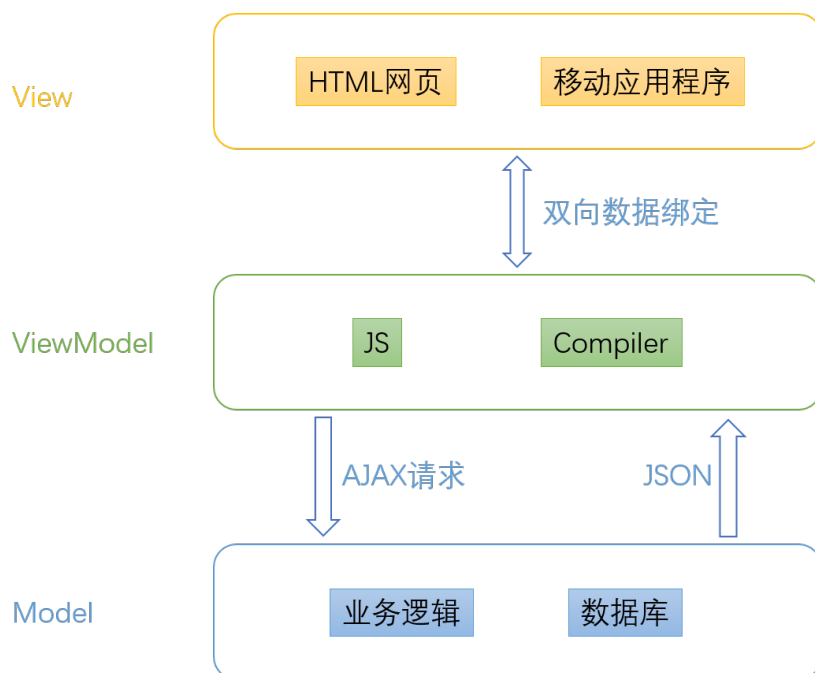 View
HTML网页
移动应用程序
双向数据绑定
ViewModel
JS
Compiler
AJAX请求
JSON
Model
业务逻辑
数据库